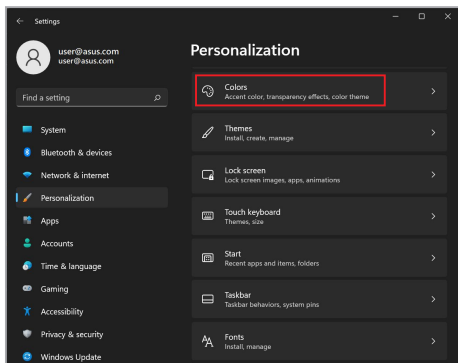 Settings
user@asus.com
user@asus.com
Find a setting
System
Bluetooth & devices
Network & internet
Personalization
Apps
Accounts
Time & language
Gaming
Accessibility
Privacy & security
Windows Update
Personalization
Colors
Accent color, transparency effects, color theme
Themes
Install, create, manage
Lock screen
Lock screen images, apps, animations
Touch keyboard
Themes, size
Start
Recent apps and items, folders
Taskbar
Taskbar behaviors, system pins
Fonts
Install, manage